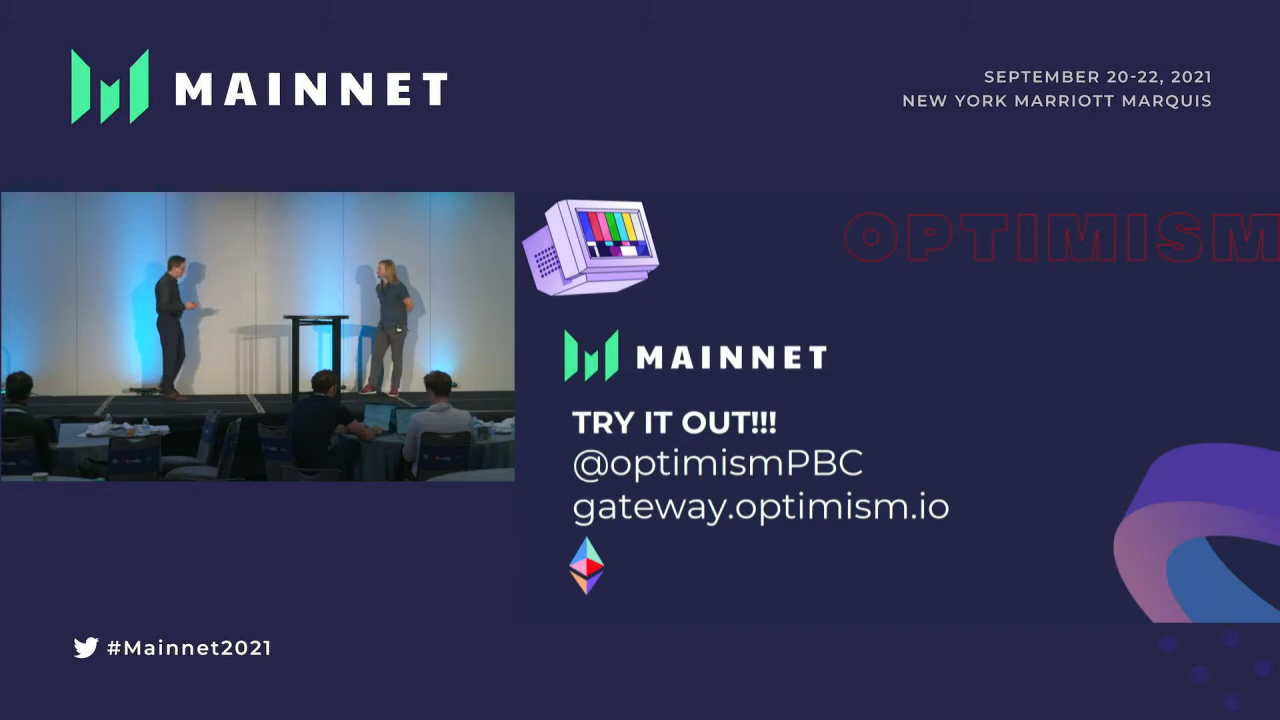 MAINNET
SEPTEMBER 20-22, 2021
NEW YORK MARRIOTT MARQUIS
OPTIMISM
MAINNET
TRY IT OUT!!!
@optimismPBC
gateway.optimism.io
#Mainnet2021